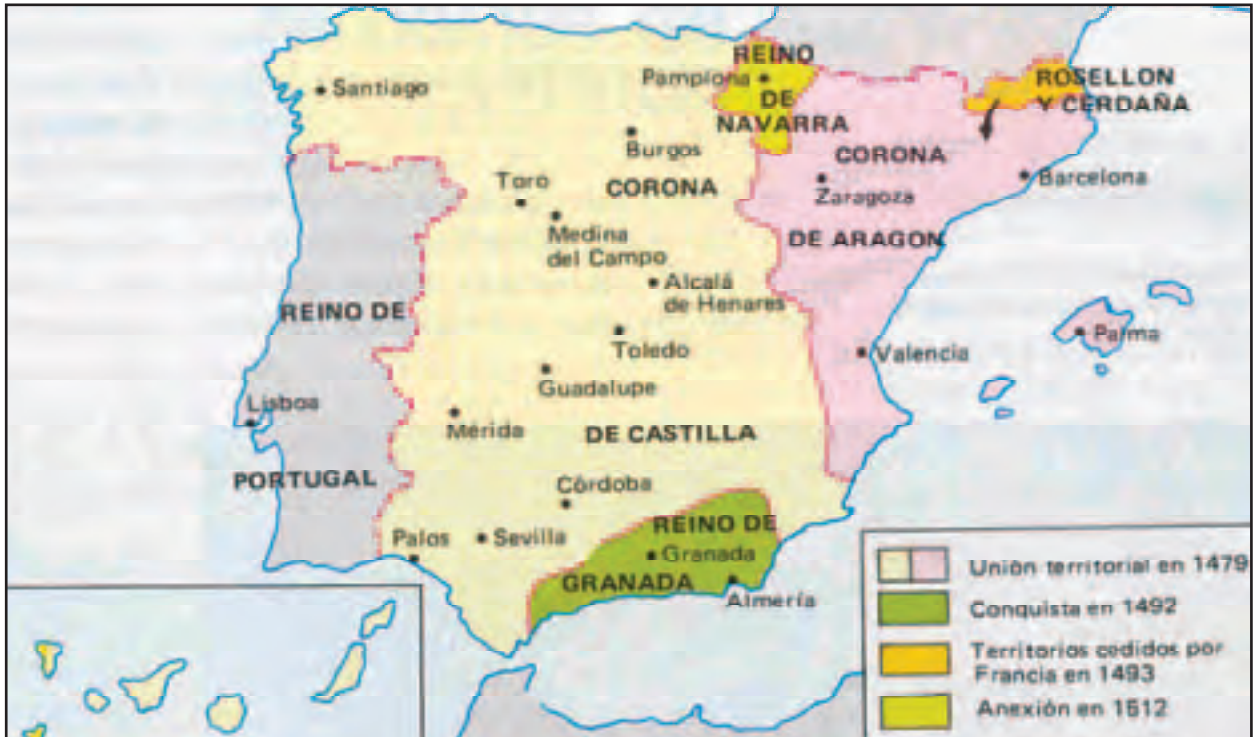 REINO
Pamplona
DE
NAVARRA
ROSELLON
Y CERDAÑA
Santiago
Burgos
CORONA
Zaragoza
Barcelona
Toro
CORONA
DE ARAGON
Medina
del Campo
Alcalá
de Henares
REINO DE
Toledo
Valencia
Palma
Guadalupe
Lisboa
Mérida
DE CASTILLA
PORTUGAL
Córdoba
REINO DE
Palos
Sevilla
Granada
GRANADA
Almería
Unión territorial en 1479
Conquista en 1492
Territorios cedidos por
Francia en 1493
Anexión en 1512